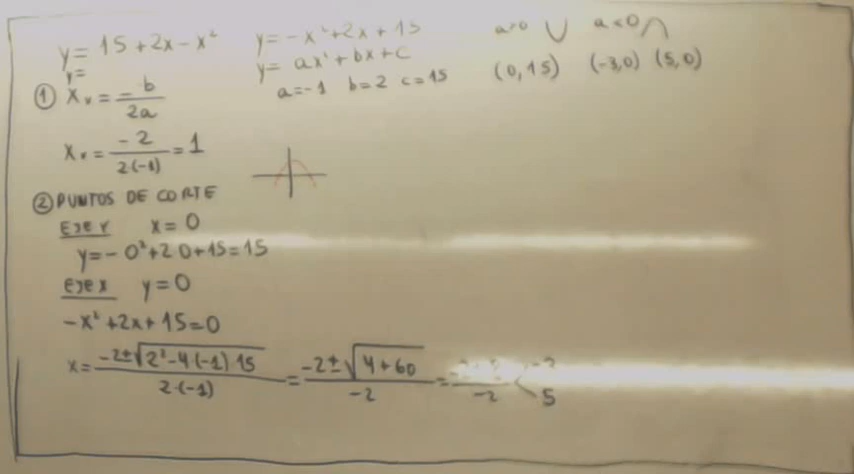 y = 15 + 2x - x²
y =
y = -x² + 2x + 15
y = ax² + bx + c
a = -1 b = 2 c = 15
a>0 ∪ a<0 ∩
(0, 15) (-3, 0) (5, 0)
① Xᵥ = -b / 2a
Xᵥ = -2 / 2(-1) = 1
② PUNTOS DE CORTE
EJE Y x = 0
y = -0² + 2·0 + 15 = 15
EJE X y = 0
-x² + 2x + 15 = 0
x = -2 ± √(2² - 4(-1)·15) / 2·(-1) = -2 ± √(4 + 60) / -2 = / -2 5